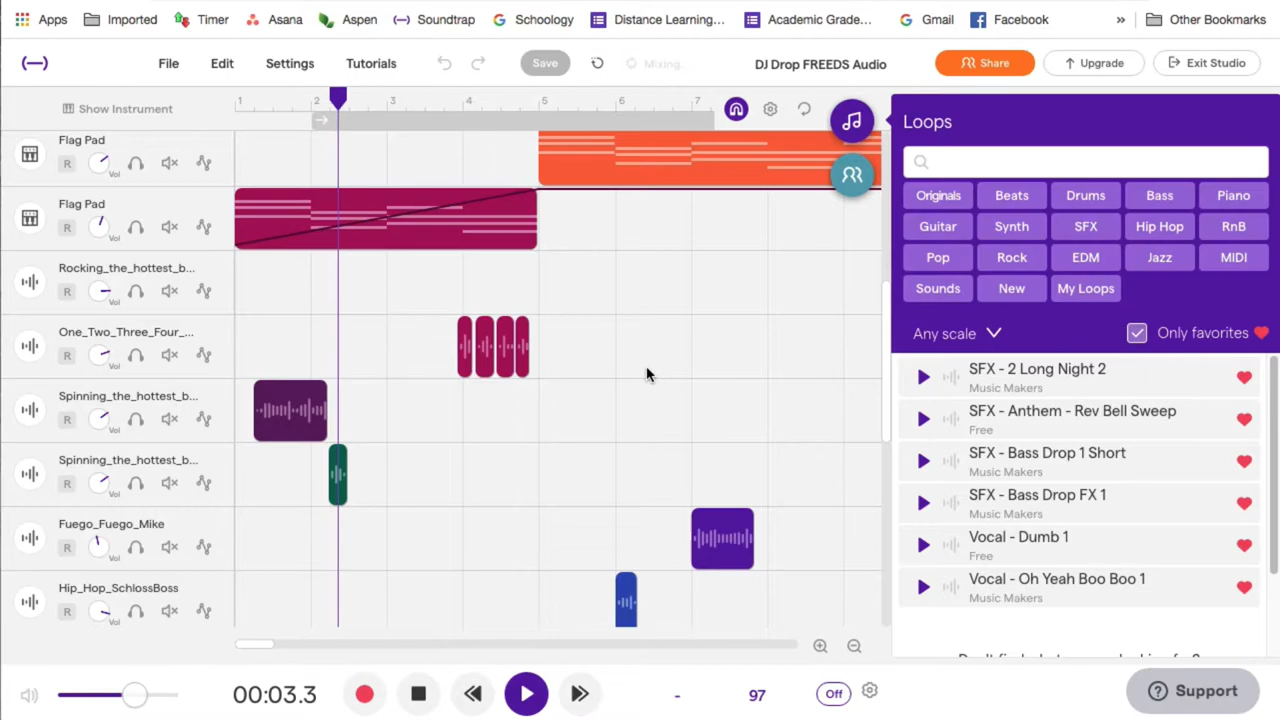 Apps Imported Timer Asana Aspen Soundtrap Schoology Distance Learning... Academic Grade... Gmail Facebook » Other Bookmarks
File Edit Settings Tutorials Save Mixing... DJ Drop FREEDS Audio Share Upgrade Exit Studio
Show Instrument 1 2 3 4 5 6 7
Loops
Flag Pad
R Vol
Originals Beats Drums Bass Piano
Flag Pad
R Vol
Guitar Synth SFX Hip Hop RnB
Pop Rock EDM Jazz MIDI
Rocking_the_hottest_b...
R Vol
Sounds New My Loops
One_Two_Three_Four_...
R Vol
Any scale Only favorites
SFX - 2 Long Night 2
Music Makers
Spinning_the_hottest_b...
R Vol
SFX - Anthem - Rev Bell Sweep
Free
Spinning_the_hottest_b...
R Vol
SFX - Bass Drop 1 Short
Music Makers
SFX - Bass Drop FX 1
Music Makers
Fuego_Fuego_Mike
R Vol
Vocal - Dumb 1
Free
Hip_Hop_SchlossBoss
R
Vocal - Oh Yeah Boo Boo 1
Music Makers
00:03.3 - 97 Off Support